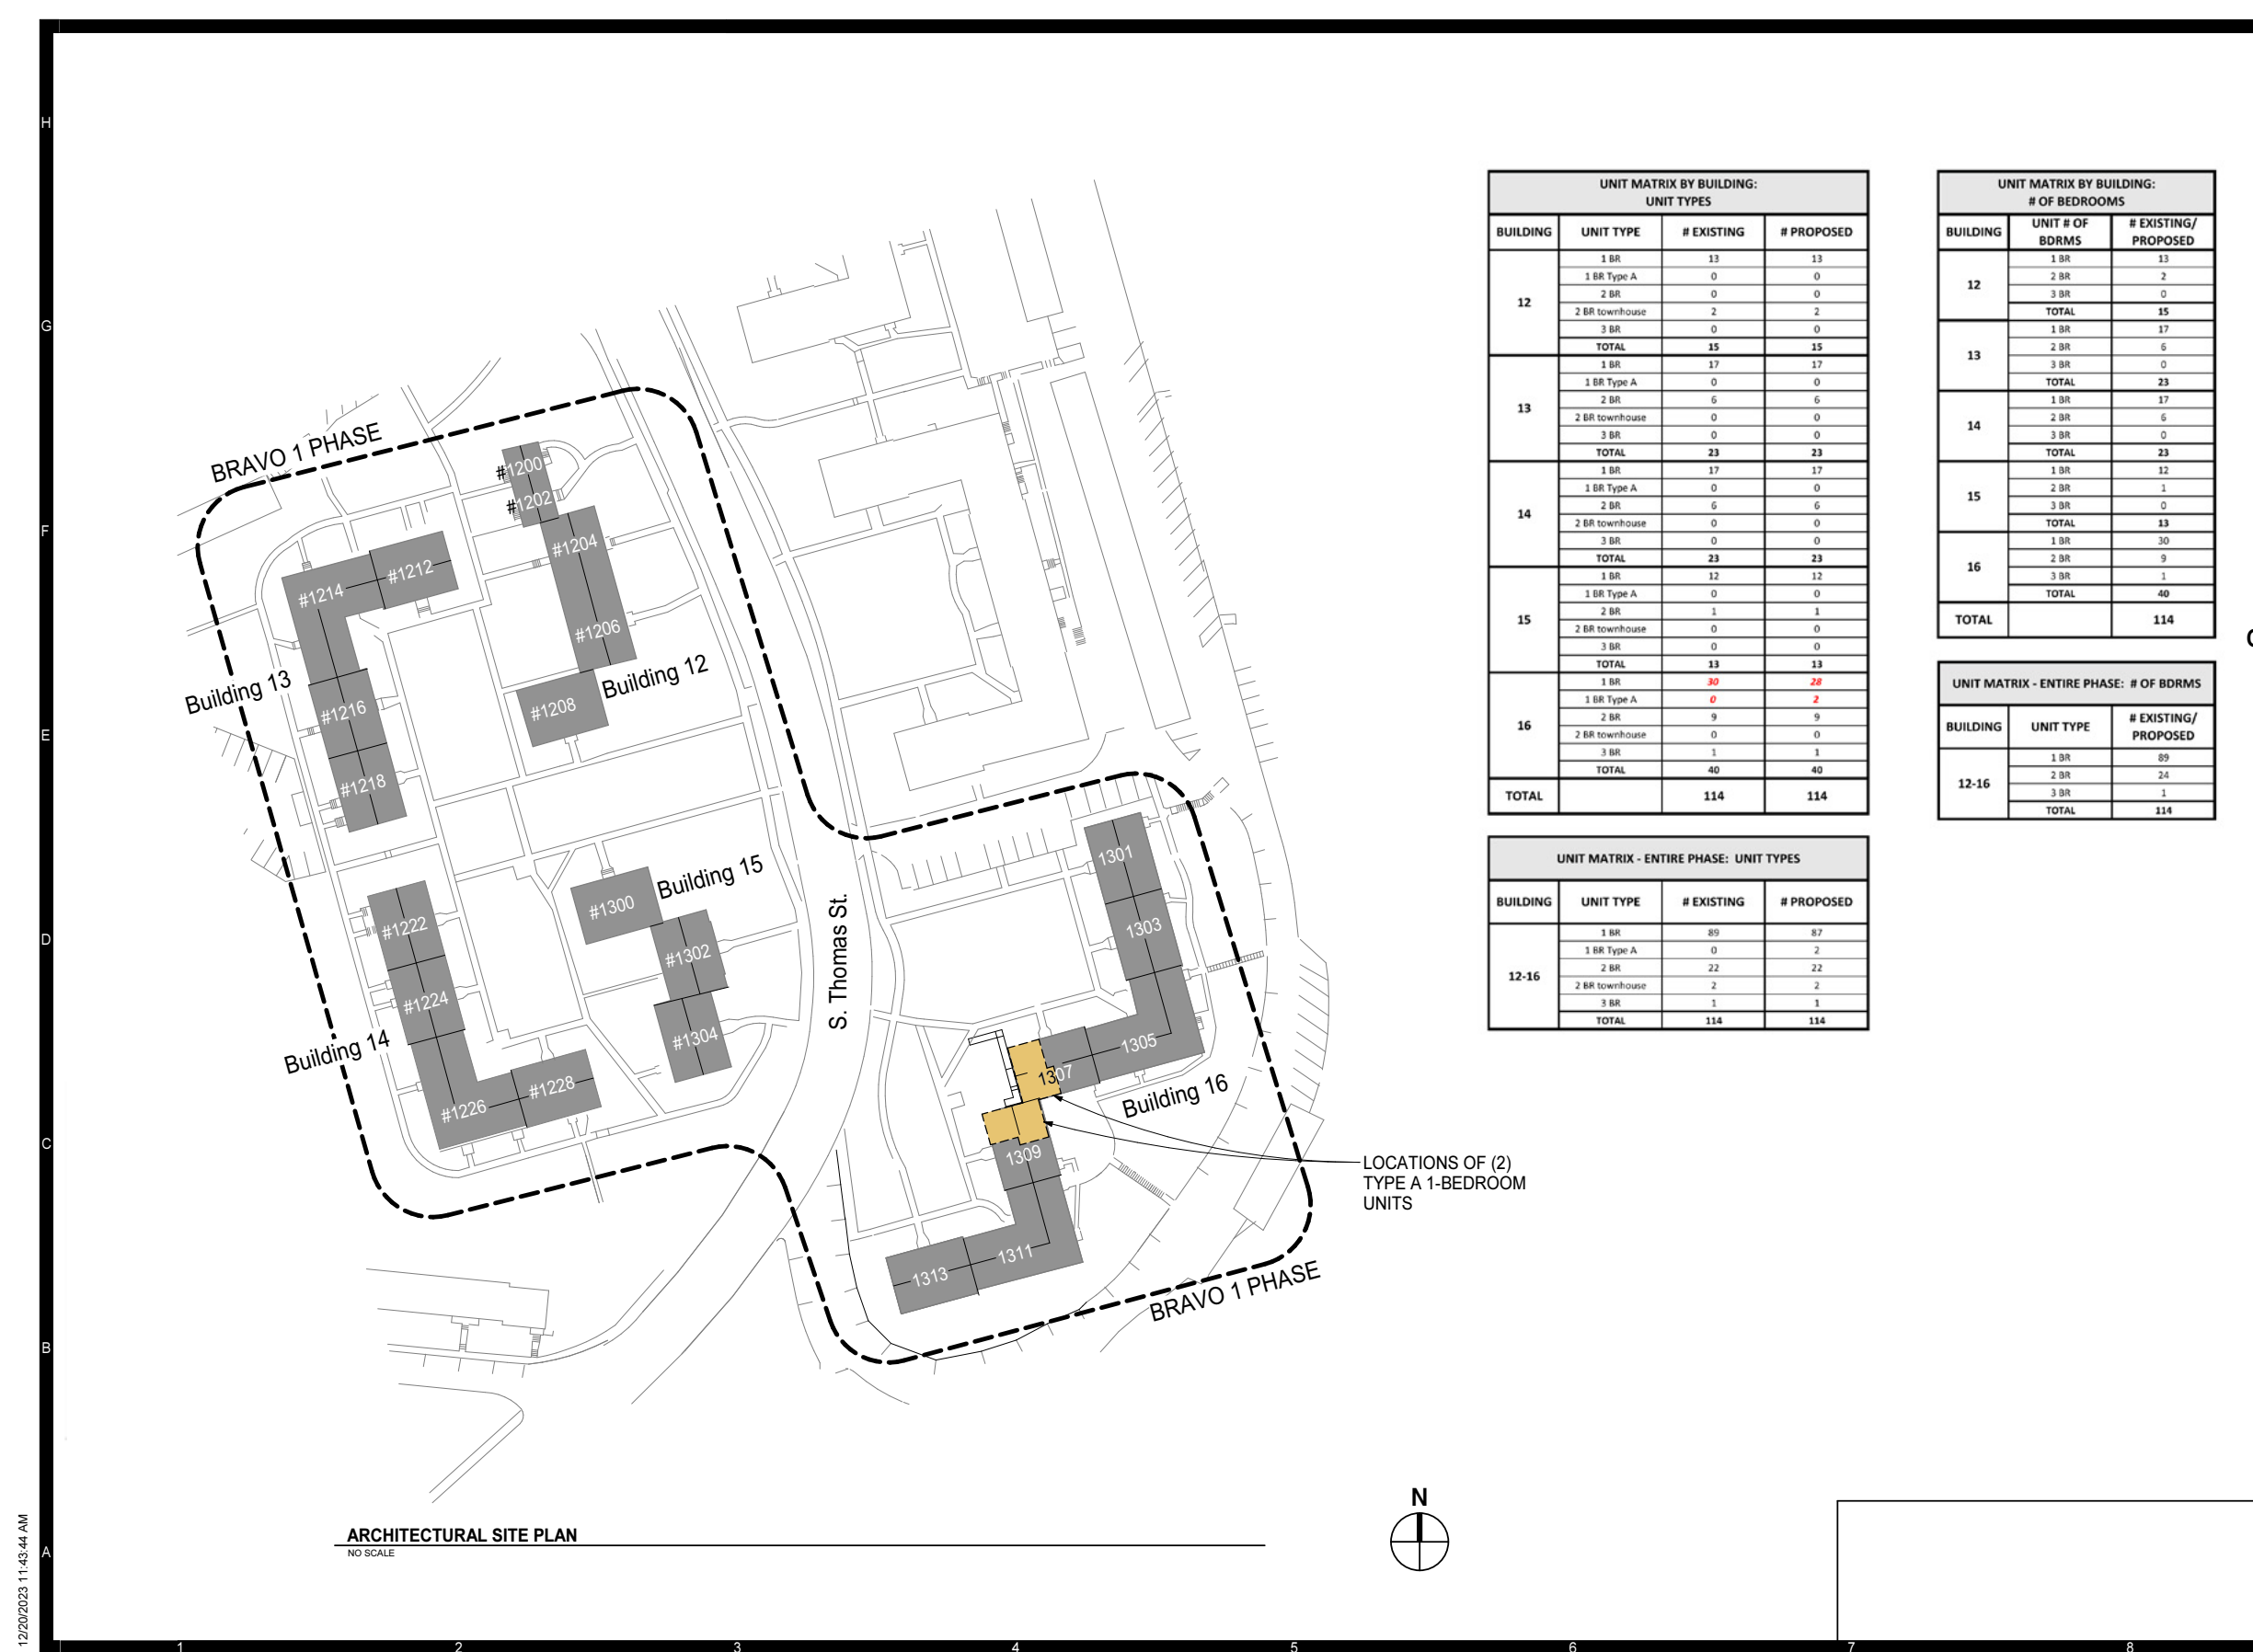 H
G
F
E
D
C
B
A
12/20/2023 11:43:44 AM
BRAVO 1 PHASE
#1200
#1202
#1204
#1206
#1208
Building 12
#1212
#1214
#1216
#1218
Building 13
#1222
#1224
#1226
#1228
Building 14
#1300
#1302
#1304
Building 15
S. Thomas St.
1301
1303
1305
1307
1309
1311
1313
Building 16
LOCATIONS OF (2)
TYPE A 1-BEDROOM
UNITS
BRAVO 1 PHASE
ARCHITECTURAL SITE PLAN
NO SCALE
N
UNIT MATRIX BY BUILDING:
UNIT TYPES
BUILDING UNIT TYPE # EXISTING # PROPOSED
12
1 BR 13 13
1 BR Type A 0 0
2 BR 0 0
2 BR townhouse 2 2
3 BR 0 0
TOTAL 15 15
13
1 BR 17 17
1 BR Type A 0 0
2 BR 6 6
2 BR townhouse 0 0
3 BR 0 0
TOTAL 23 23
14
1 BR 17 17
1 BR Type A 0 0
2 BR 6 6
2 BR townhouse 0 0
3 BR 0 0
TOTAL 23 23
15
1 BR 12 12
1 BR Type A 0 0
2 BR 1 1
2 BR townhouse 0 0
3 BR 0 0
TOTAL 13 13
16
1 BR 30 28
1 BR Type A 0 2
2 BR 9 9
2 BR townhouse 0 0
3 BR 1 1
TOTAL 40 40
TOTAL 114 114
UNIT MATRIX - ENTIRE PHASE: UNIT TYPES
BUILDING UNIT TYPE # EXISTING # PROPOSED
12-16
1 BR 89 87
1 BR Type A 0 2
2 BR 22 22
2 BR townhouse 2 2
3 BR 1 1
TOTAL 114 114
UNIT MATRIX BY BUILDING:
# OF BEDROOMS
BUILDING UNIT # OF BDRMS # EXISTING/ PROPOSED
12
1 BR 13
2 BR 2
3 BR 0
TOTAL 15
13
1 BR 17
2 BR 6
3 BR 0
TOTAL 23
14
1 BR 17
2 BR 6
3 BR 0
TOTAL 23
15
1 BR 12
2 BR 1
3 BR 0
TOTAL 13
16
1 BR 30
2 BR 9
3 BR 1
TOTAL 40
TOTAL 114
UNIT MATRIX - ENTIRE PHASE: # OF BDRMS
BUILDING UNIT TYPE # EXISTING/ PROPOSED
12-16
1 BR 89
2 BR 24
3 BR 1
TOTAL 114
1 2 3 4 5 6 7 8